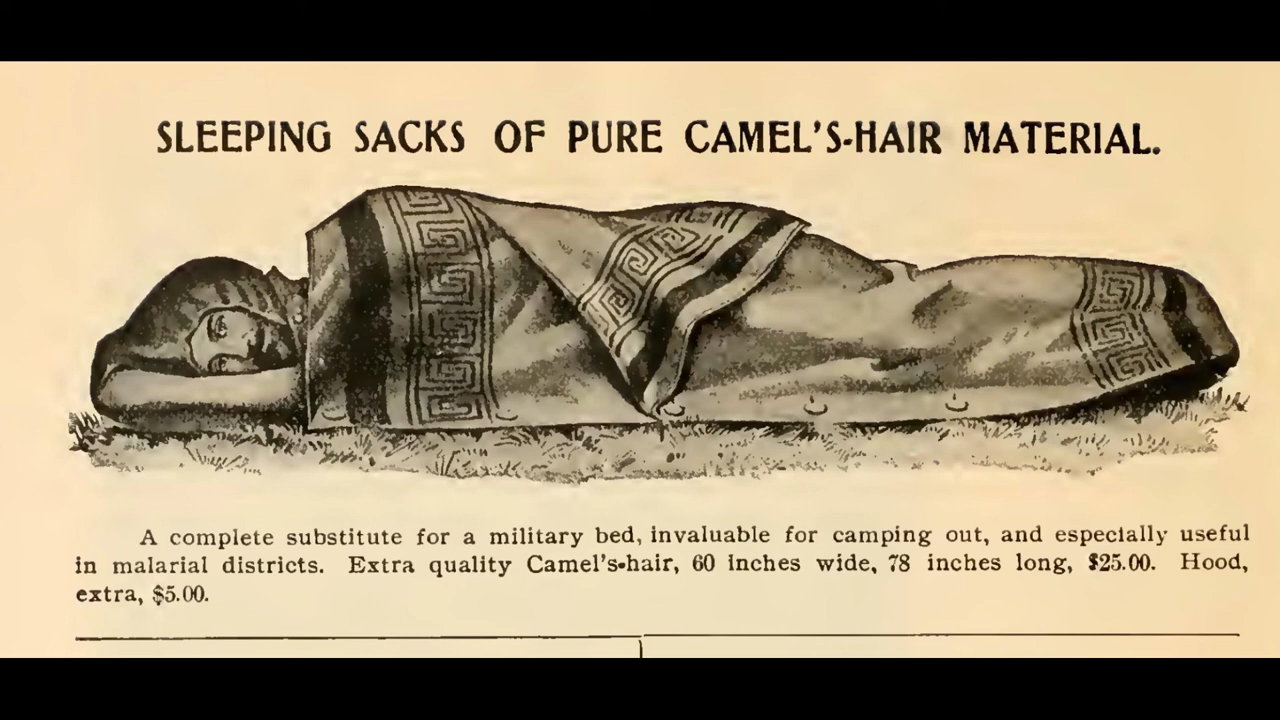 SLEEPING SACKS OF PURE CAMEL'S-HAIR MATERIAL.
A complete substitute for a military bed, invaluable for camping out, and especially useful
in malarial districts. Extra quality Camel's-hair, 60 inches wide, 78 inches long, $25.00. Hood,
extra, $5.00.